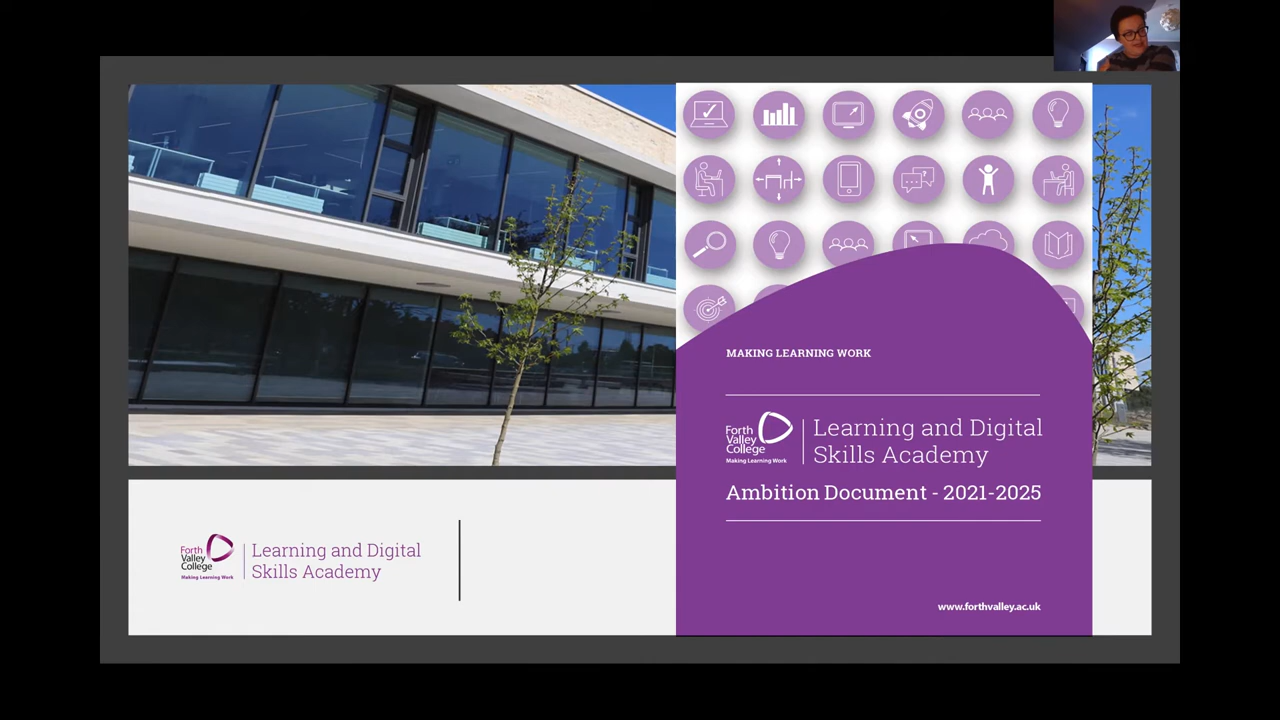 MAKING LEARNING WORK
Forth
Valley
College
Making Learning Work
Learning and Digital
Skills Academy
Ambition Document - 2021-2025
www.forthvalley.ac.uk
Forth
Valley
College
Making Learning Work
Learning and Digital
Skills Academy